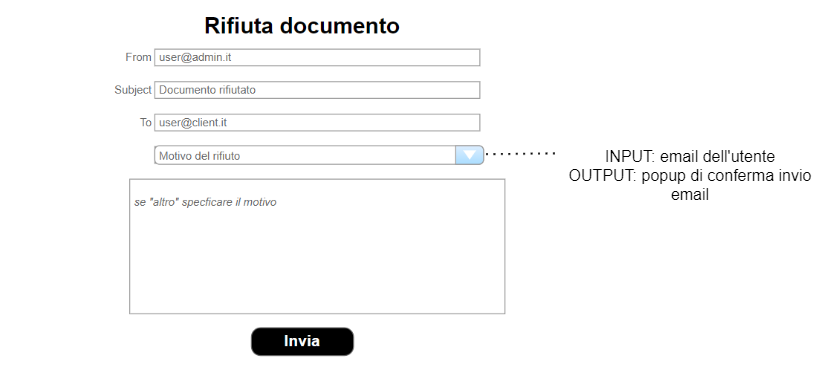 Rifiuta documento
From user@admin.it
Subject Documento rifiutato
To user@client.it
Motivo del rifiuto
INPUT: email dell'utente
OUTPUT: popup di conferma invio
email
se "altro" specficare il motivo
Invia